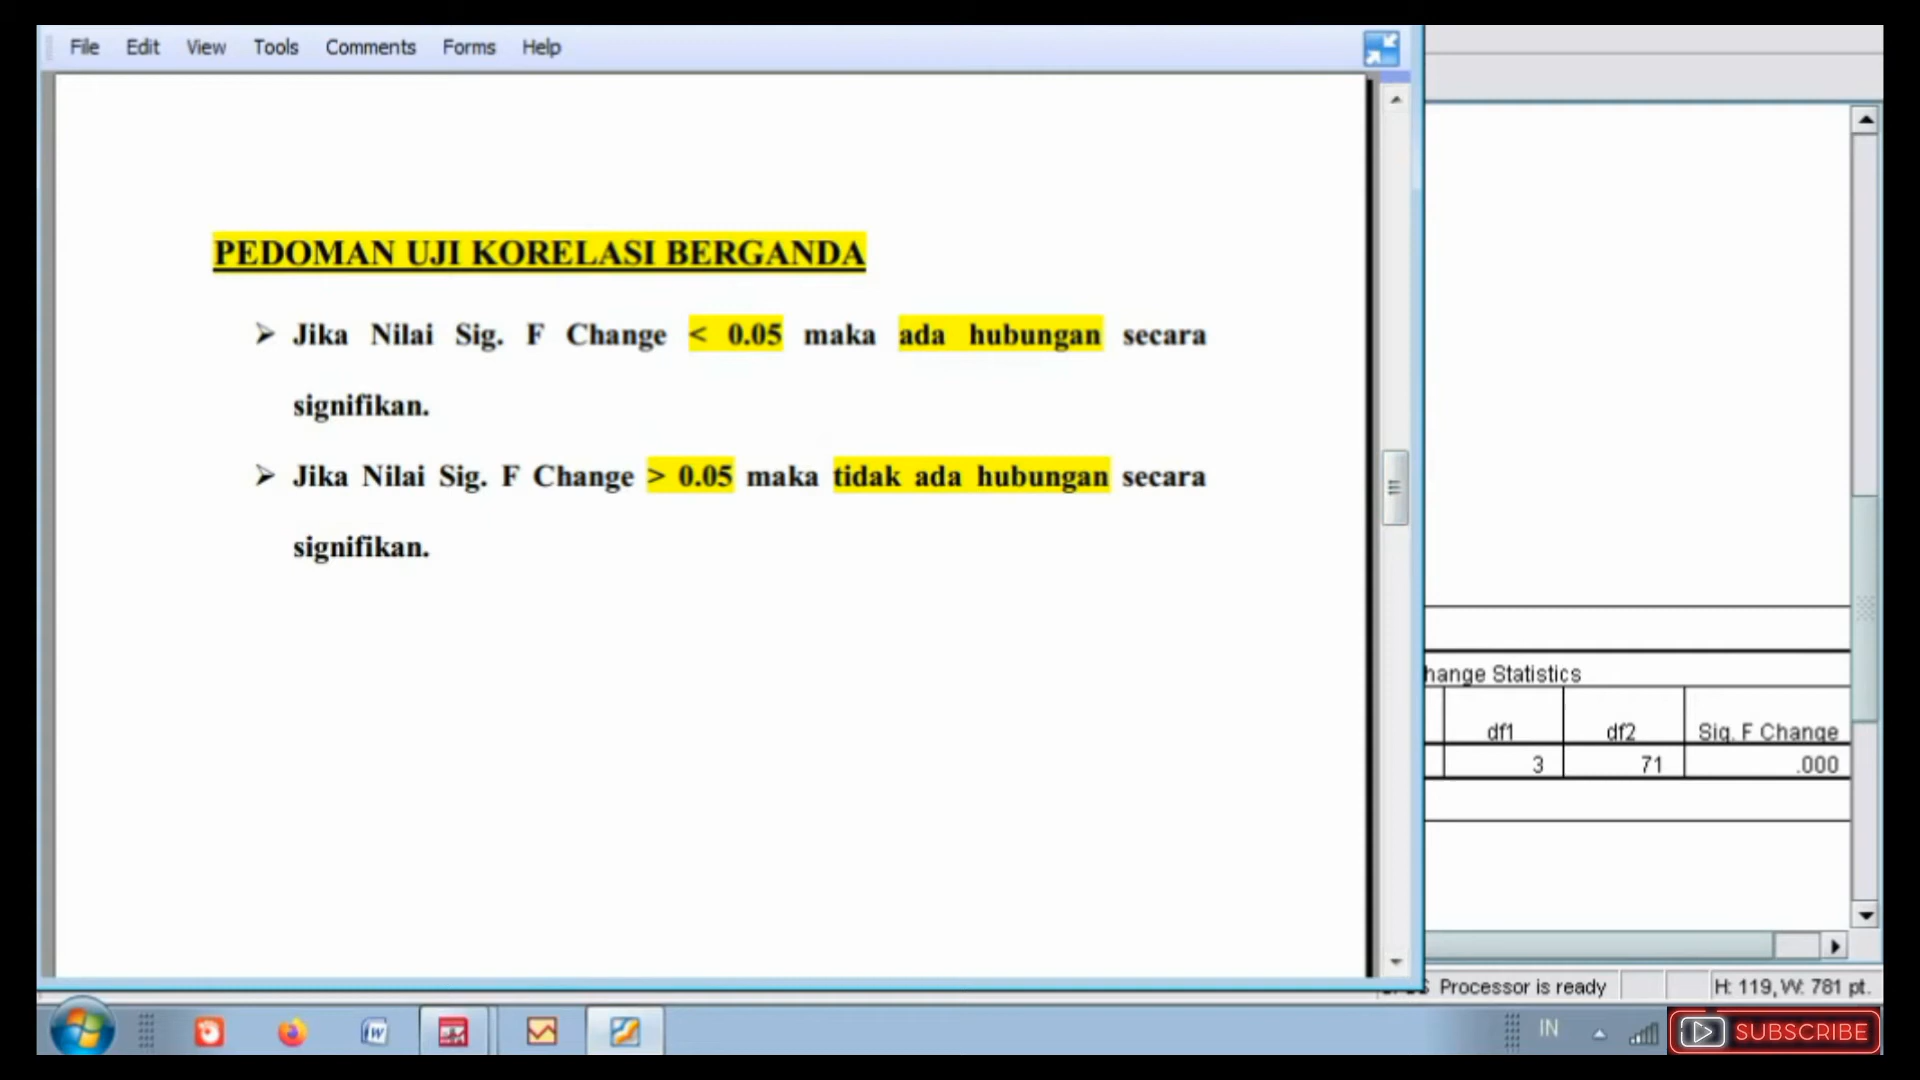 File Edit View Tools Comments Forms Help
PEDOMAN UJI KORELASI BERGANDA
➢ Jika Nilai Sig. F Change < 0.05 maka ada hubungan secara
signifikan.
➢ Jika Nilai Sig. F Change > 0.05 maka tidak ada hubungan secara
signifikan.
hange Statistics
df1 df2 Sig. F Change
3 71 .000
Processor is ready H: 119, W: 781 pt.
IN
SUBSCRIBE